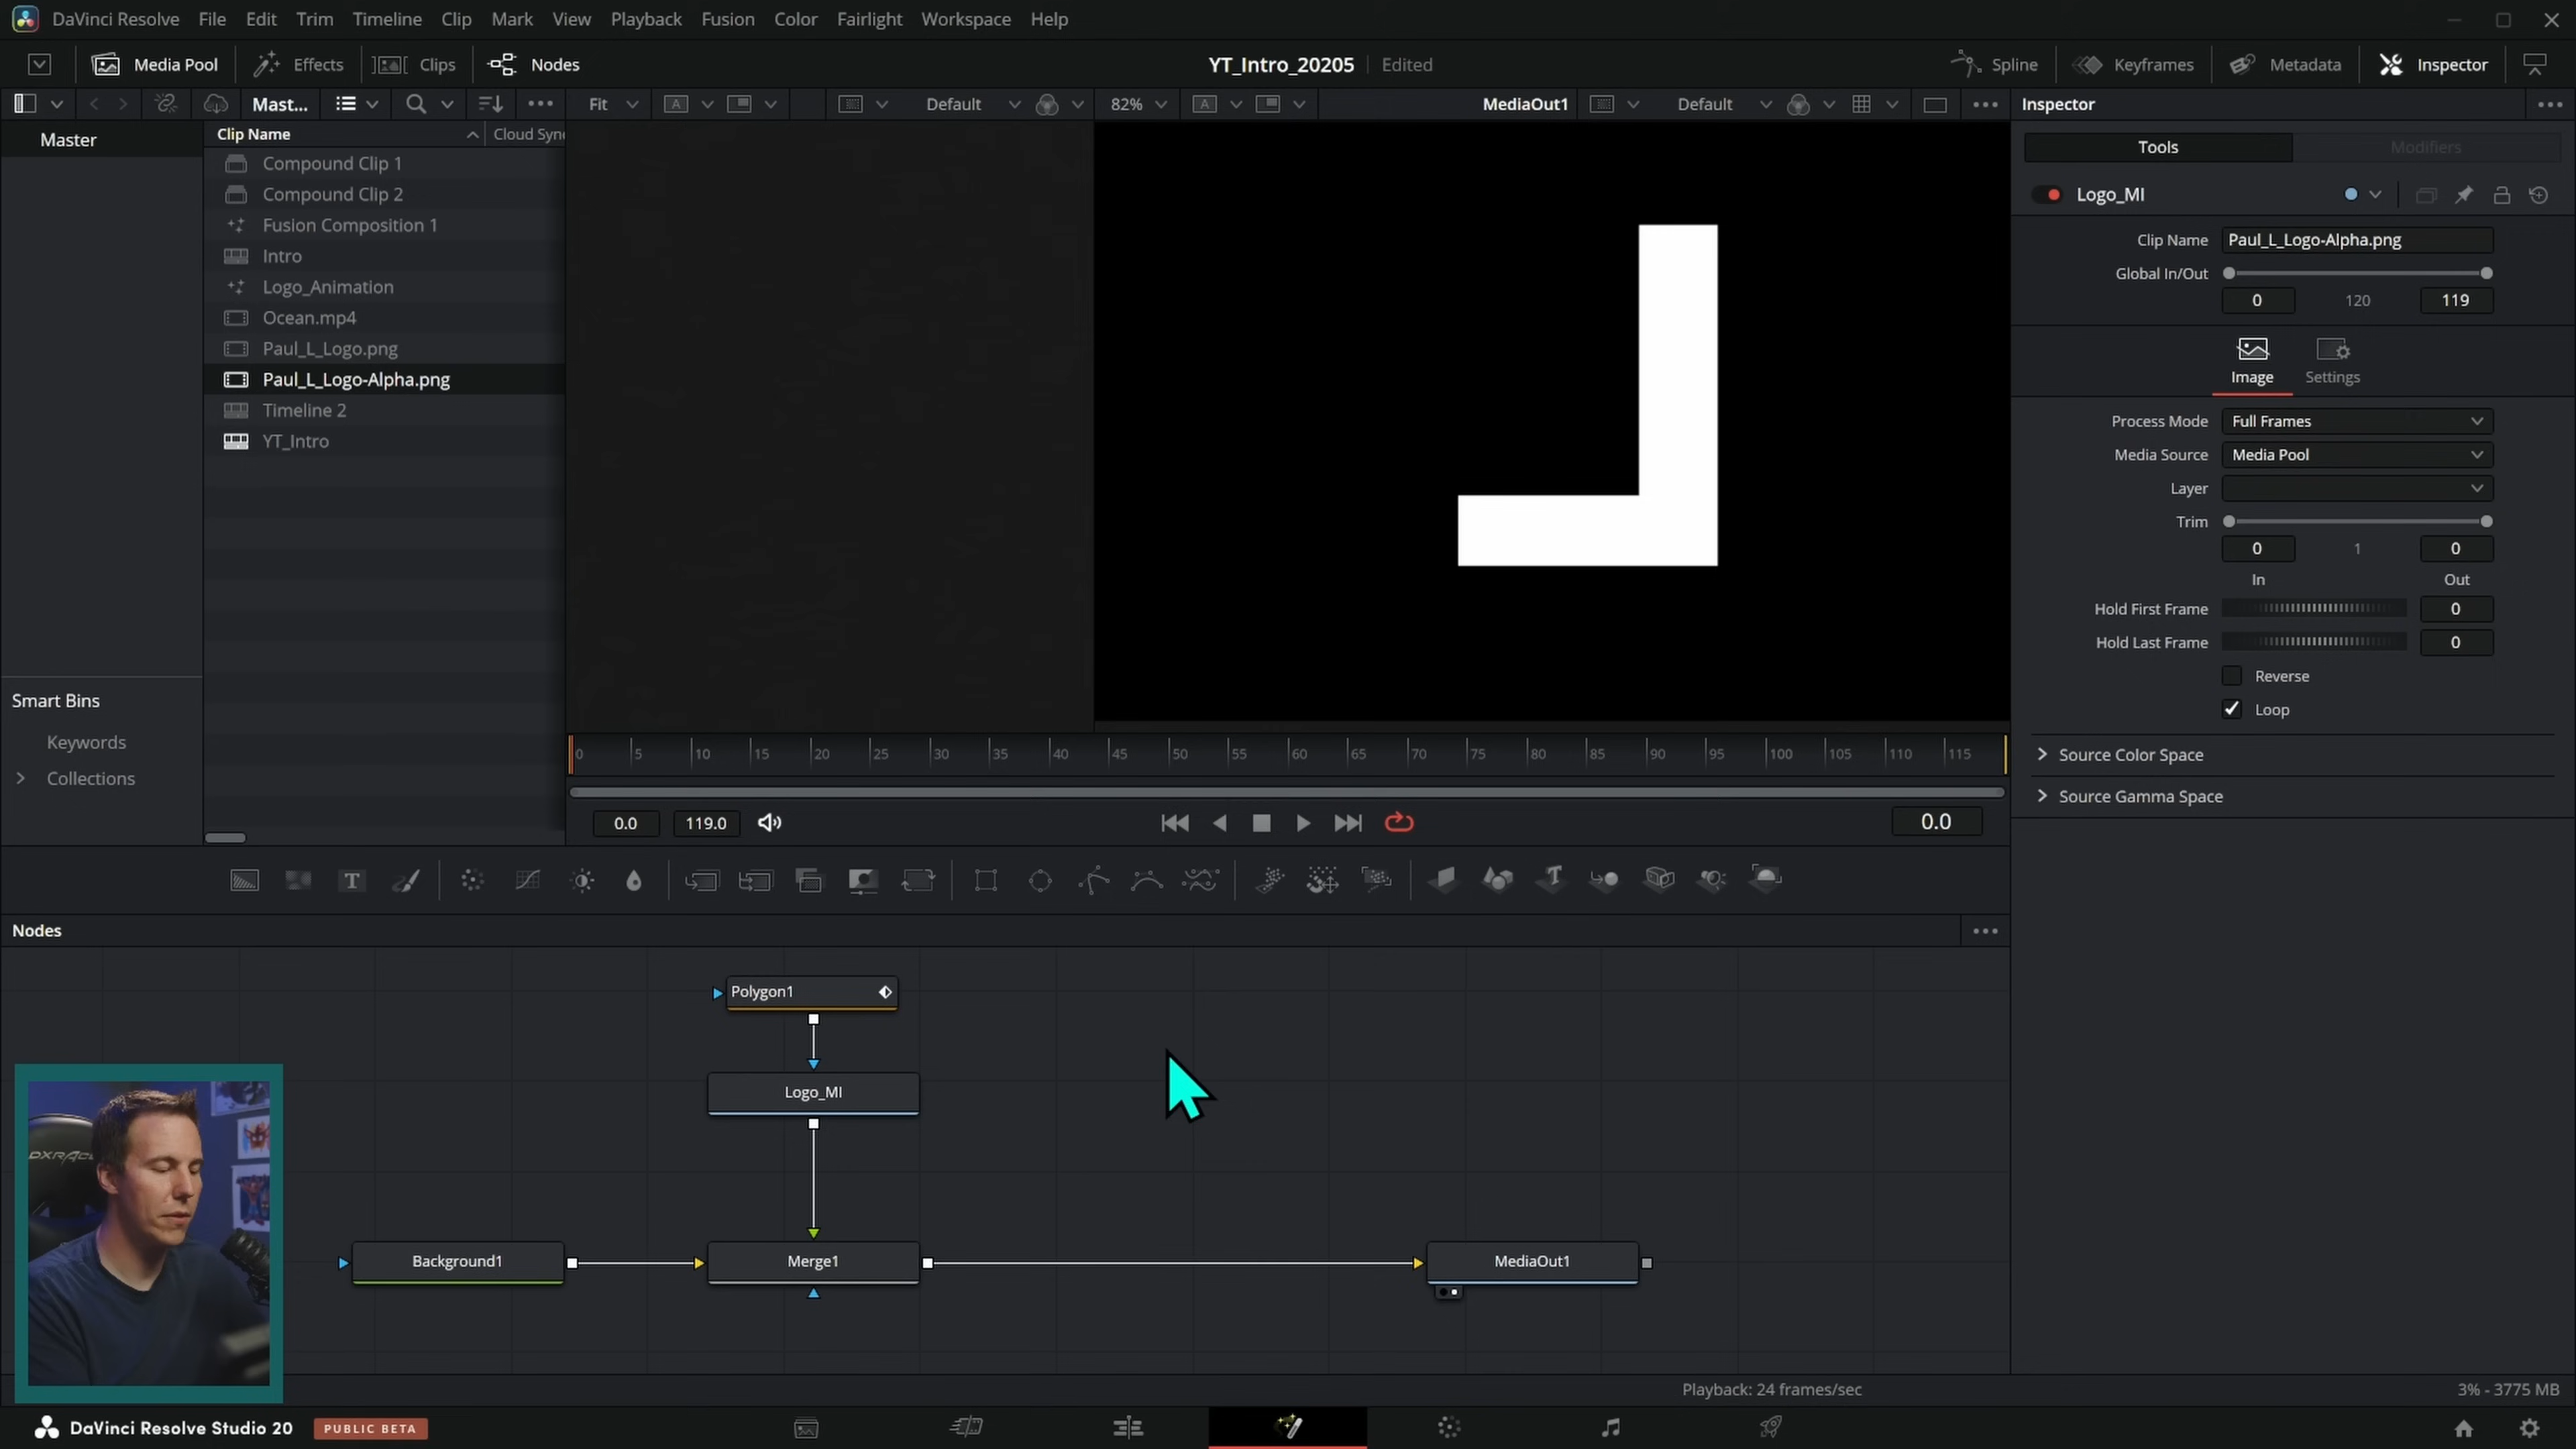 DaVinci Resolve File Edit Trim Timeline Clip Mark View Playback Fusion Color Fairlight Workspace Help
Media Pool Effects Clips Nodes YT_Intro_20205 Edited Spline Keyframes Metadata Inspector
Mast... Fit A Default 82% A MediaOut1 Default Inspector
Master Clip Name Cloud Syn
Compound Clip 1
Compound Clip 2
Fusion Composition 1
Intro
Logo_Animation
Ocean.mp4
Paul_L_Logo.png
Paul_L_Logo-Alpha.png
Timeline 2
YT_Intro
Smart Bins
Keywords
Collections
Tools Modifiers
Logo_MI
Clip Name Paul_L_Logo-Alpha.png
Global In/Out
0 120 119
Image Settings
Process Mode Full Frames
Media Source Media Pool
Layer
Trim
0 1 0
In Out
Hold First Frame 0
Hold Last Frame 0
Reverse
Loop
Source Color Space
Source Gamma Space
0 5 10 15 20 25 30 35 40 45 50 55 60 65 70 75 80 85 90 95 100 105 110 115
0.0 119.0 0.0
T
Nodes
Polygon1
Logo_MI
Background1 Merge1 MediaOut1
DXRAC
Playback: 24 frames/sec 3% - 3775 MB
DaVinci Resolve Studio 20 PUBLIC BETA